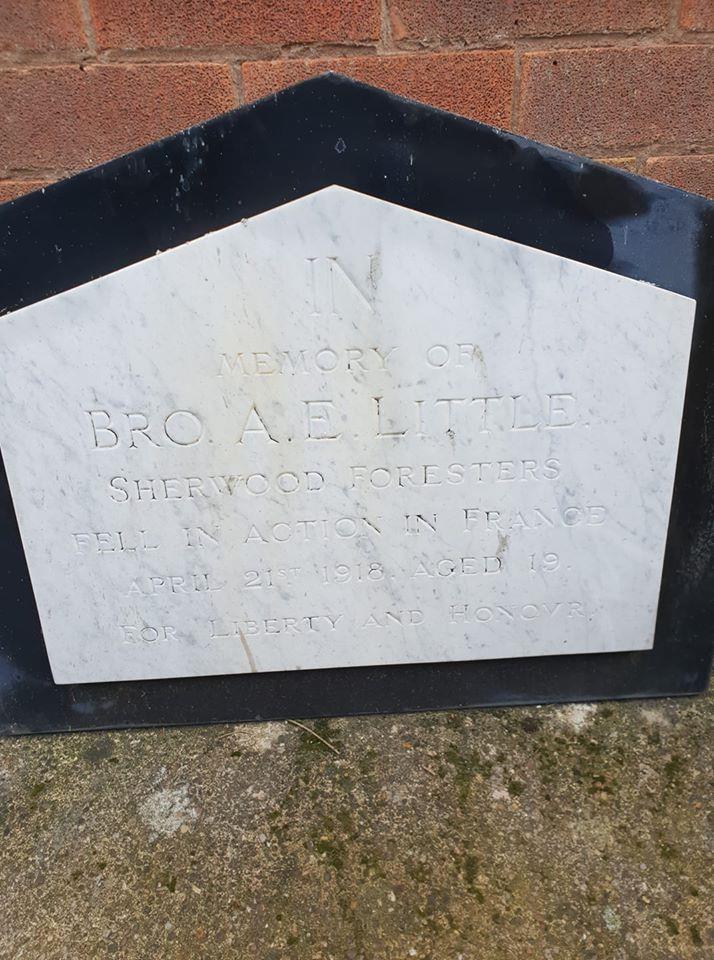 IN
MEMORY OF
BRO. A. E. LITTLE.
SHERWOOD FORESTERS
FELL IN ACTION IN FRANCE
APRIL 21ST 1918. AGED 19.
FOR LIBERTY AND HONOVR.